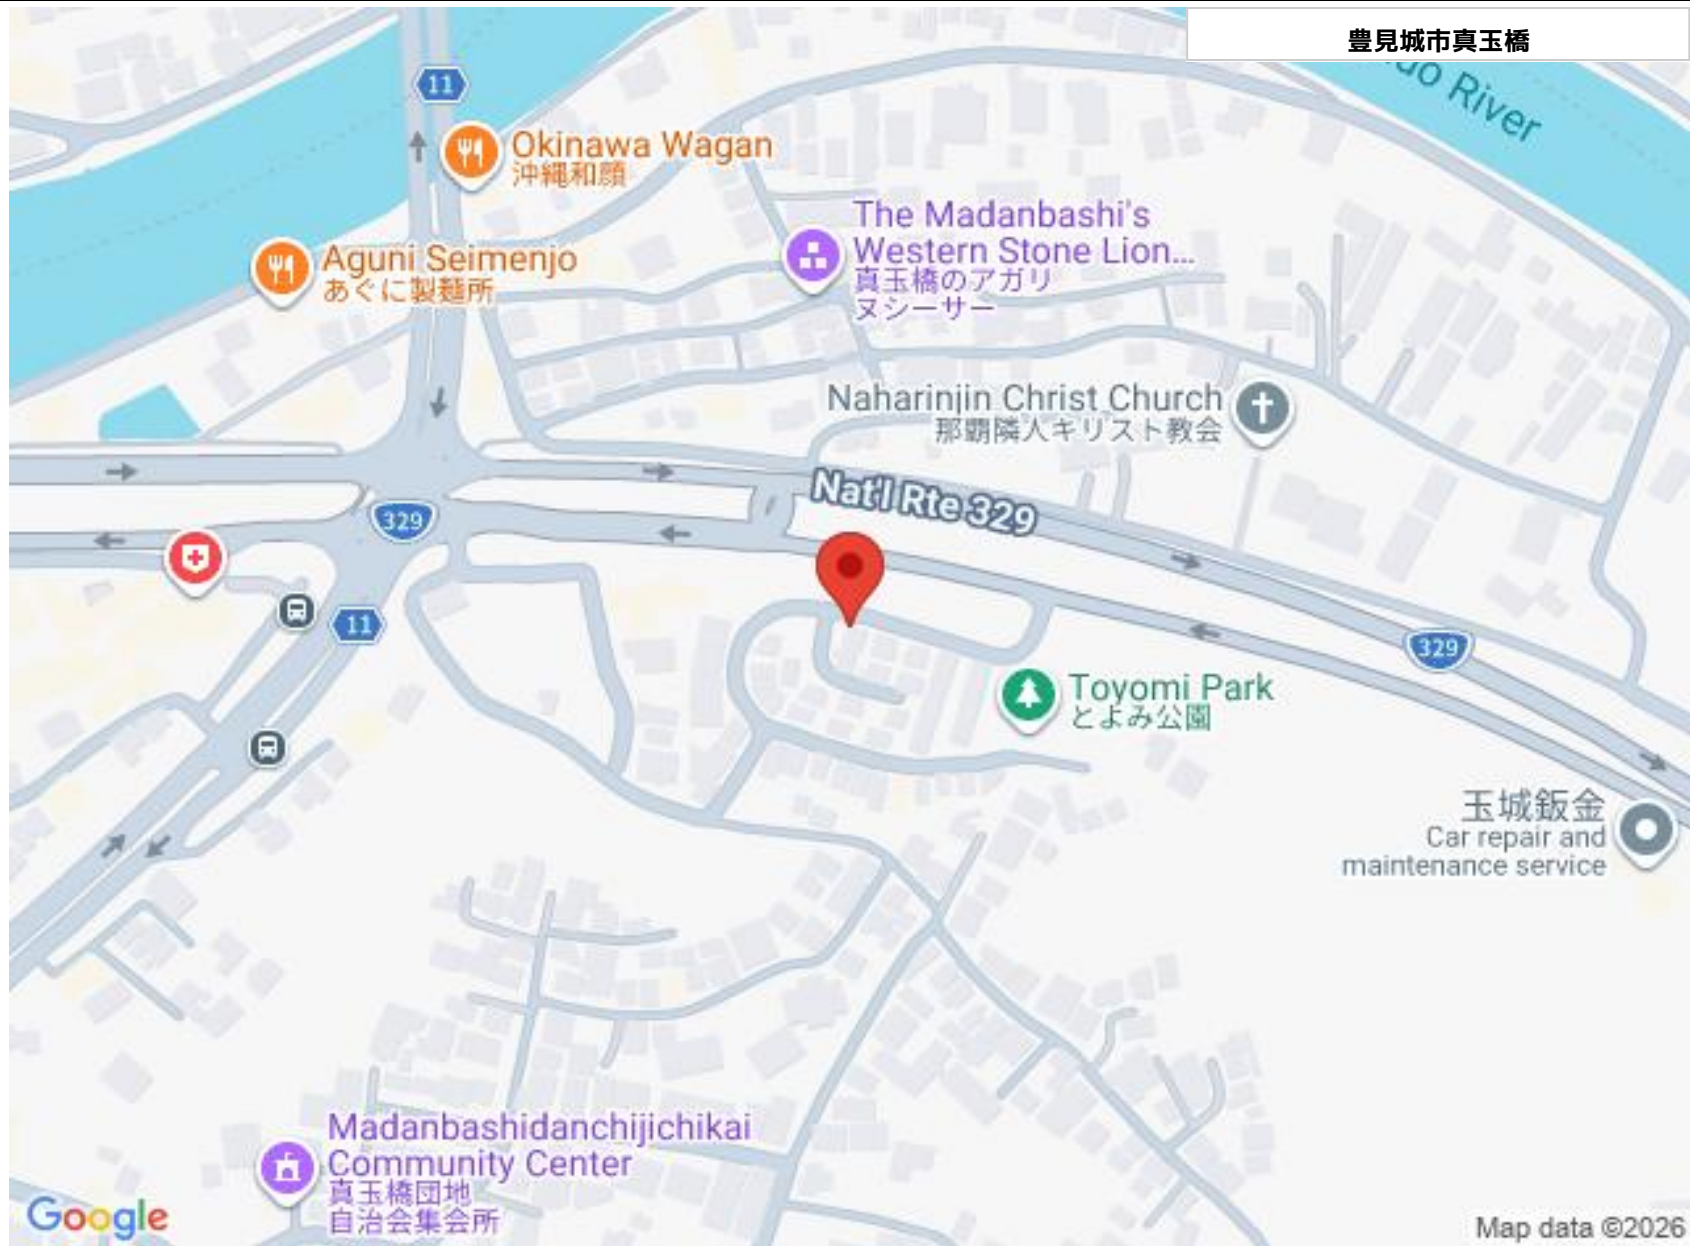 豊見城市真玉橋
River
11
Okinawa Wagan
沖縄和顔
The Madanbashi's
Western Stone Lion...
真玉橋のアガリ
ヌシーサー
Aguni Seimenjo
あぐに製麺所
Naharinjin Christ Church
那覇隣人キリスト教会
Nat'l Rte 329
329
11
329
Toyomi Park
とよみ公園
玉城鈑金
Car repair and
maintenance service
Madanbashidanchijichikai
Community Center
真玉橋団地
自治会集会所
Google
Map data ©2026